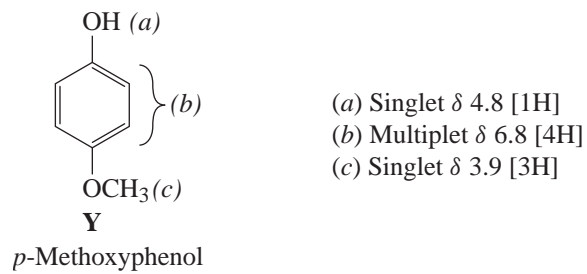 OH (a)
(b)
OCH3 (c)
Y
p-Methoxyphenol
(a) Singlet δ 4.8 [1H]
(b) Multiplet δ 6.8 [4H]
(c) Singlet δ 3.9 [3H]